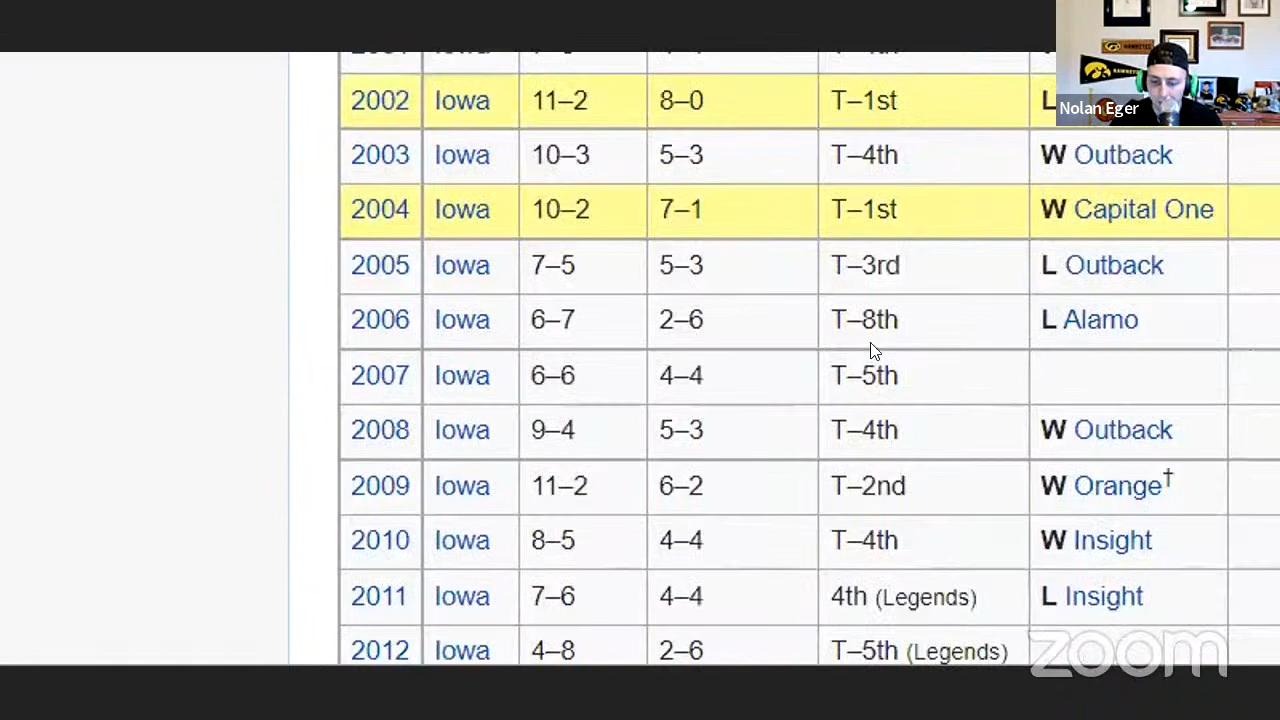 2002 Iowa 11–2 8–0 T–1st L
Nolan Eger
HAWKEYES
2003 Iowa 10–3 5–3 T–4th W Outback
2004 Iowa 10–2 7–1 T–1st W Capital One
2005 Iowa 7–5 5–3 T–3rd L Outback
2006 Iowa 6–7 2–6 T–8th L Alamo
2007 Iowa 6–6 4–4 T–5th
2008 Iowa 9–4 5–3 T–4th W Outback
2009 Iowa 11–2 6–2 T–2nd W Orange†
2010 Iowa 8–5 4–4 T–4th W Insight
2011 Iowa 7–6 4–4 4th (Legends) L Insight
2012 Iowa 4–8 2–6 T–5th (Legends)
zoom